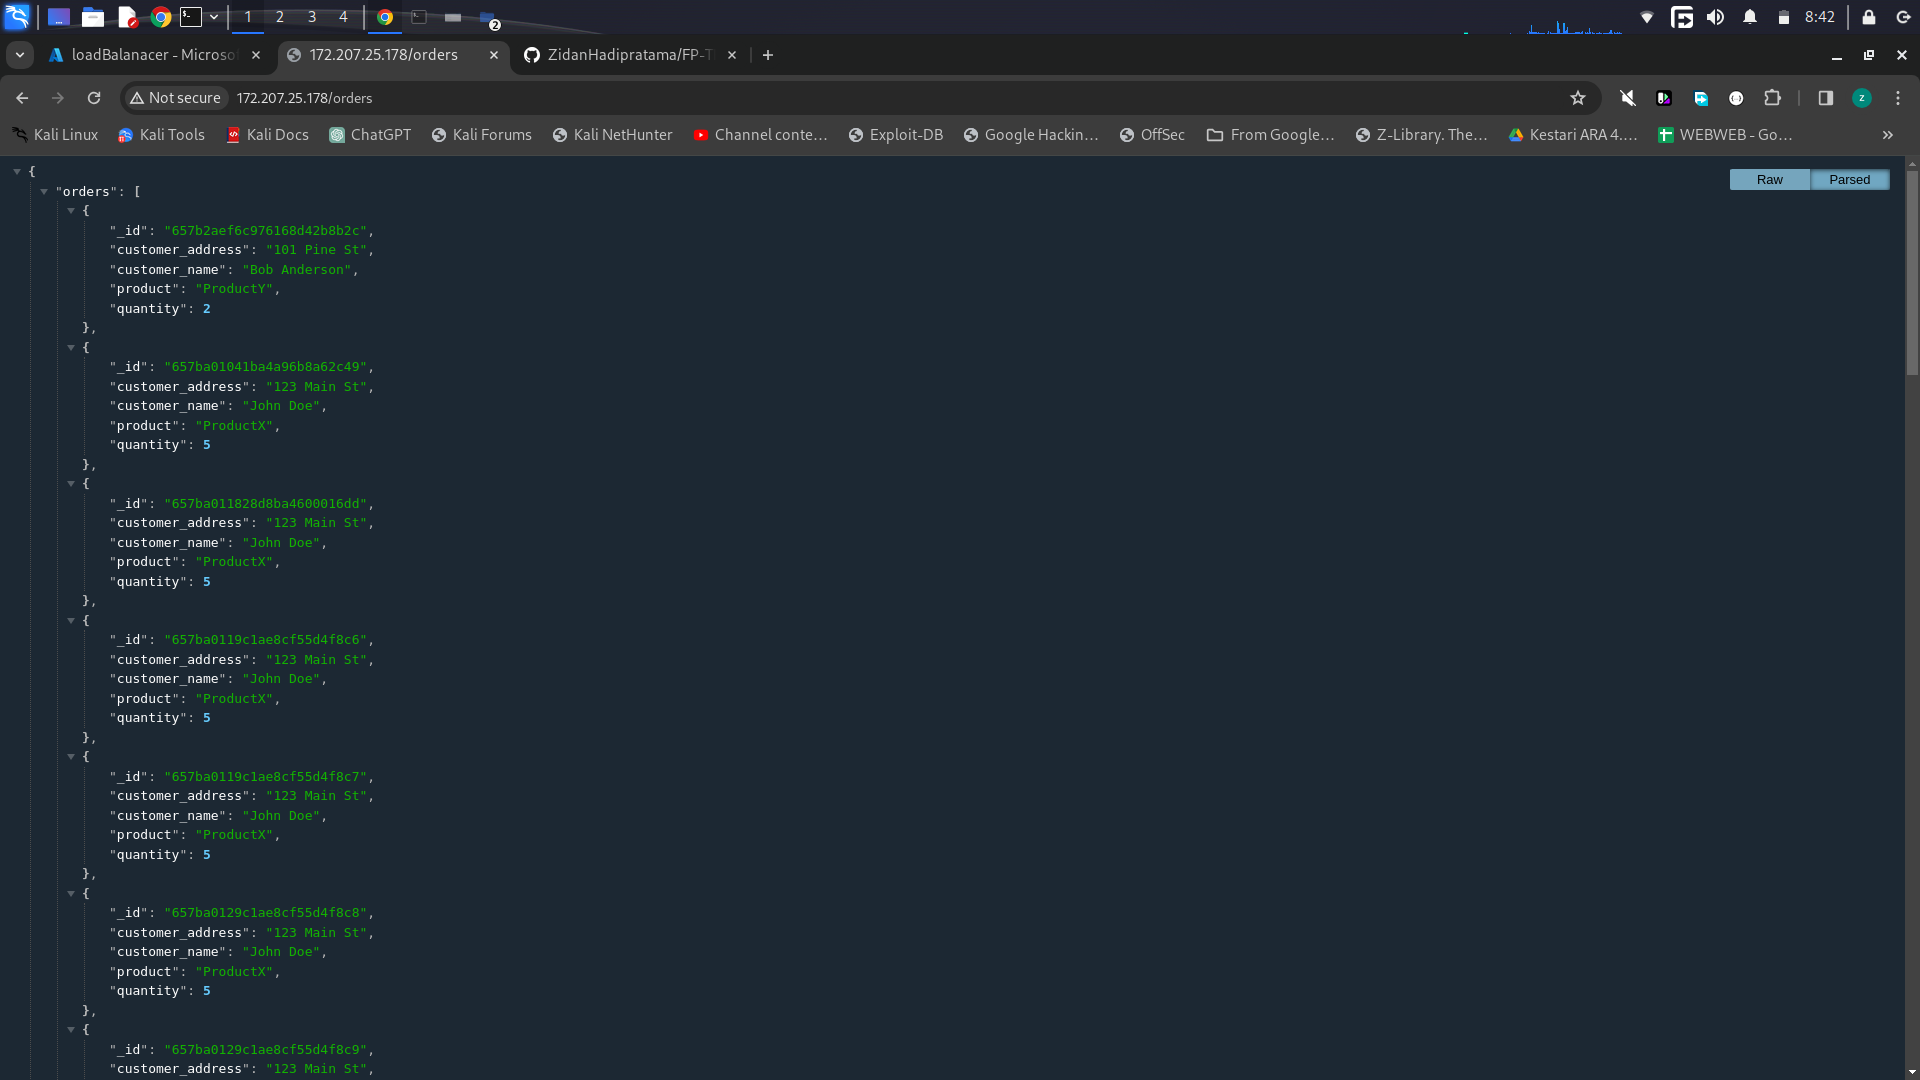 1 2 3 4 2 8:42
loadBalanacer - Microso 172.207.25.178/orders ZidanHadipratama/FP-T
Not secure 172.207.25.178/orders z
Kali Linux Kali Tools Kali Docs ChatGPT Kali Forums Kali NetHunter Channel conte... Exploit-DB Google Hackin... OffSec From Google... Z-Library. The... Kestari ARA 4.... WEBWEB - Go... »
Raw Parsed
{
"orders": [
{
"_id": "657b2aef6c976168d42b8b2c",
"customer_address": "101 Pine St",
"customer_name": "Bob Anderson",
"product": "ProductY",
"quantity": 2
},
{
"_id": "657ba01041ba4a96b8a62c49",
"customer_address": "123 Main St",
"customer_name": "John Doe",
"product": "ProductX",
"quantity": 5
},
{
"_id": "657ba011828d8ba4600016dd",
"customer_address": "123 Main St",
"customer_name": "John Doe",
"product": "ProductX",
"quantity": 5
},
{
"_id": "657ba0119c1ae8cf55d4f8c6",
"customer_address": "123 Main St",
"customer_name": "John Doe",
"product": "ProductX",
"quantity": 5
},
{
"_id": "657ba0119c1ae8cf55d4f8c7",
"customer_address": "123 Main St",
"customer_name": "John Doe",
"product": "ProductX",
"quantity": 5
},
{
"_id": "657ba0129c1ae8cf55d4f8c8",
"customer_address": "123 Main St",
"customer_name": "John Doe",
"product": "ProductX",
"quantity": 5
},
{
"_id": "657ba0129c1ae8cf55d4f8c9",
"customer_address": "123 Main St",